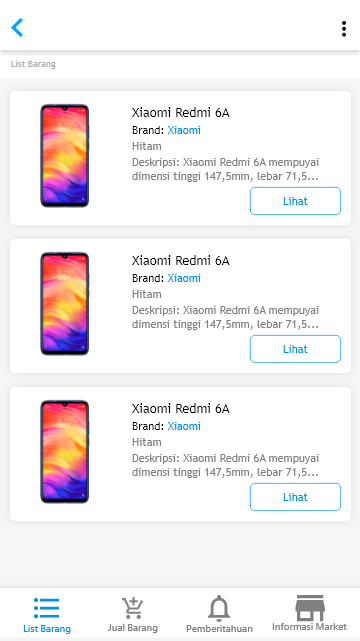 List Barang
Xiaomi Redmi 6A
Brand: Xiaomi
Hitam
Deskripsi: Xiaomi Redmi 6A mempuyai
dimensi tinggi 147,5mm, lebar 71,5...
Lihat
Xiaomi Redmi 6A
Brand: Xiaomi
Hitam
Deskripsi: Xiaomi Redmi 6A mempuyai
dimensi tinggi 147,5mm, lebar 71,5...
Lihat
Xiaomi Redmi 6A
Brand: Xiaomi
Hitam
Deskripsi: Xiaomi Redmi 6A mempuyai
dimensi tinggi 147,5mm, lebar 71,5...
Lihat
List Barang
Jual Barang
Pemberitahuan
Informasi Market